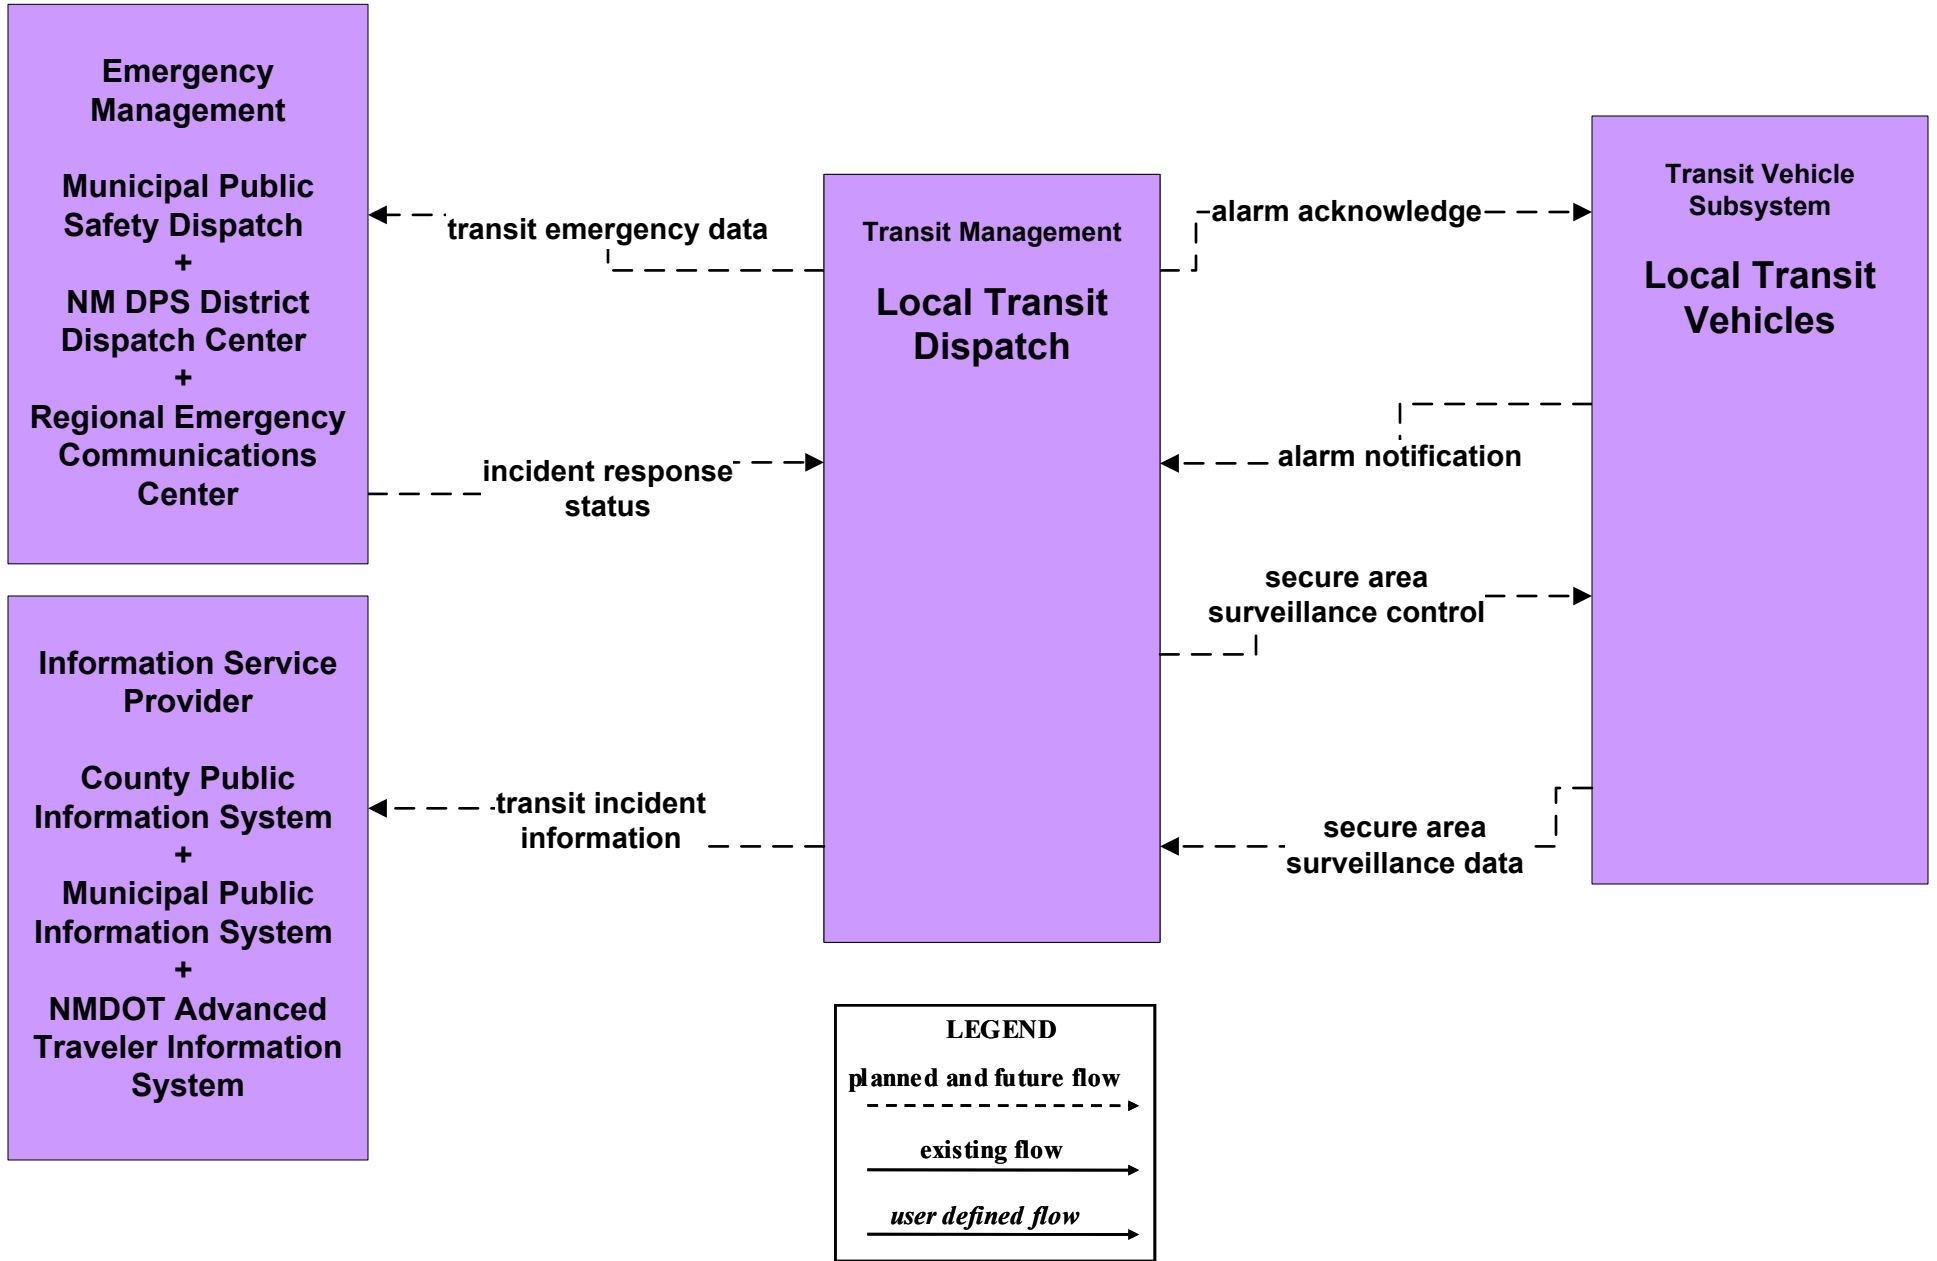 Emergency
Management
Municipal Public
Safety Dispatch
+
NM DPS District
Dispatch Center
+
Regional Emergency
Communications
Center
Information Service
Provider
County Public
Information System
+
Municipal Public
Information System
+
NMDOT Advanced
Traveler Information
System
transit emergency data
incident response
status
transit incident
information
Transit Management
Local Transit
Dispatch
alarm acknowledge
alarm notification
secure area
surveillance control
secure area
surveillance data
Transit Vehicle
Subsystem
Local Transit
Vehicles
LEGEND
planned and future flow
existing flow
user defined flow